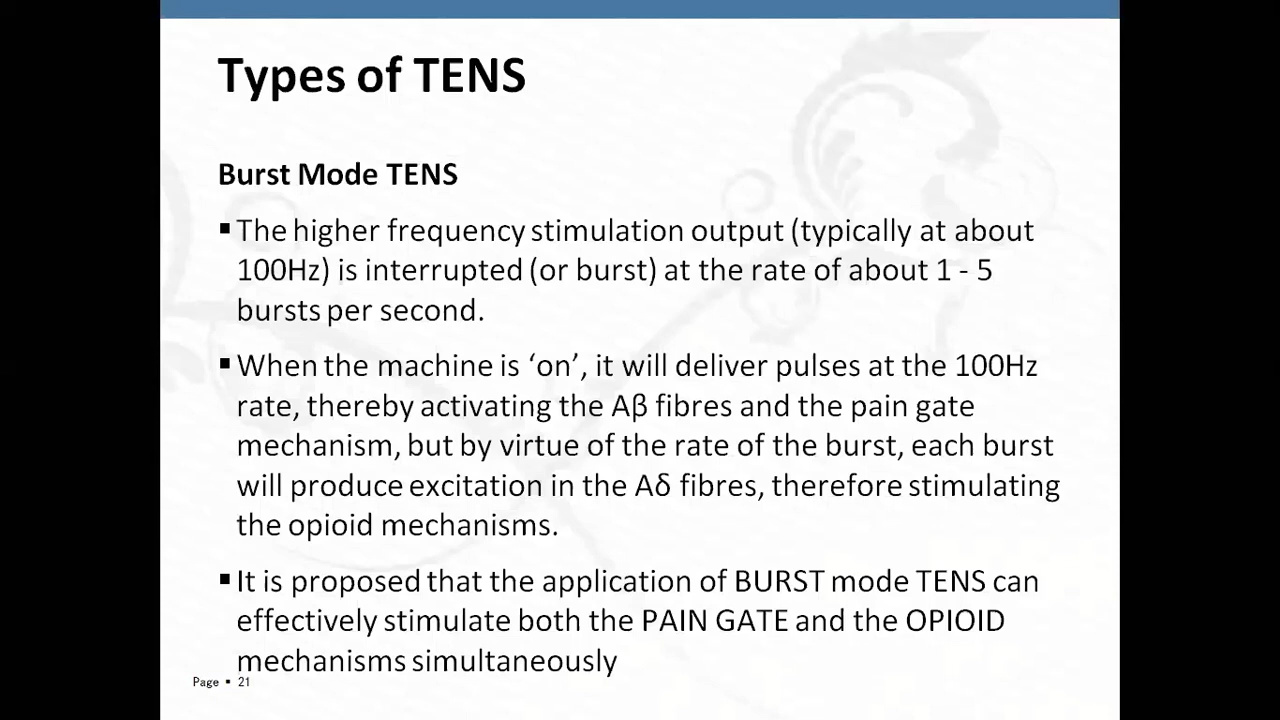 Types of TENS
Burst Mode TENS
▪ The higher frequency stimulation output (typically at about
100Hz) is interrupted (or burst) at the rate of about 1 - 5
bursts per second.
▪ When the machine is ‘on’, it will deliver pulses at the 100Hz
rate, thereby activating the Aβ fibres and the pain gate
mechanism, but by virtue of the rate of the burst, each burst
will produce excitation in the Aδ fibres, therefore stimulating
the opioid mechanisms.
▪ It is proposed that the application of BURST mode TENS can
effectively stimulate both the PAIN GATE and the OPIOID
mechanisms simultaneously
Page ▪ 21